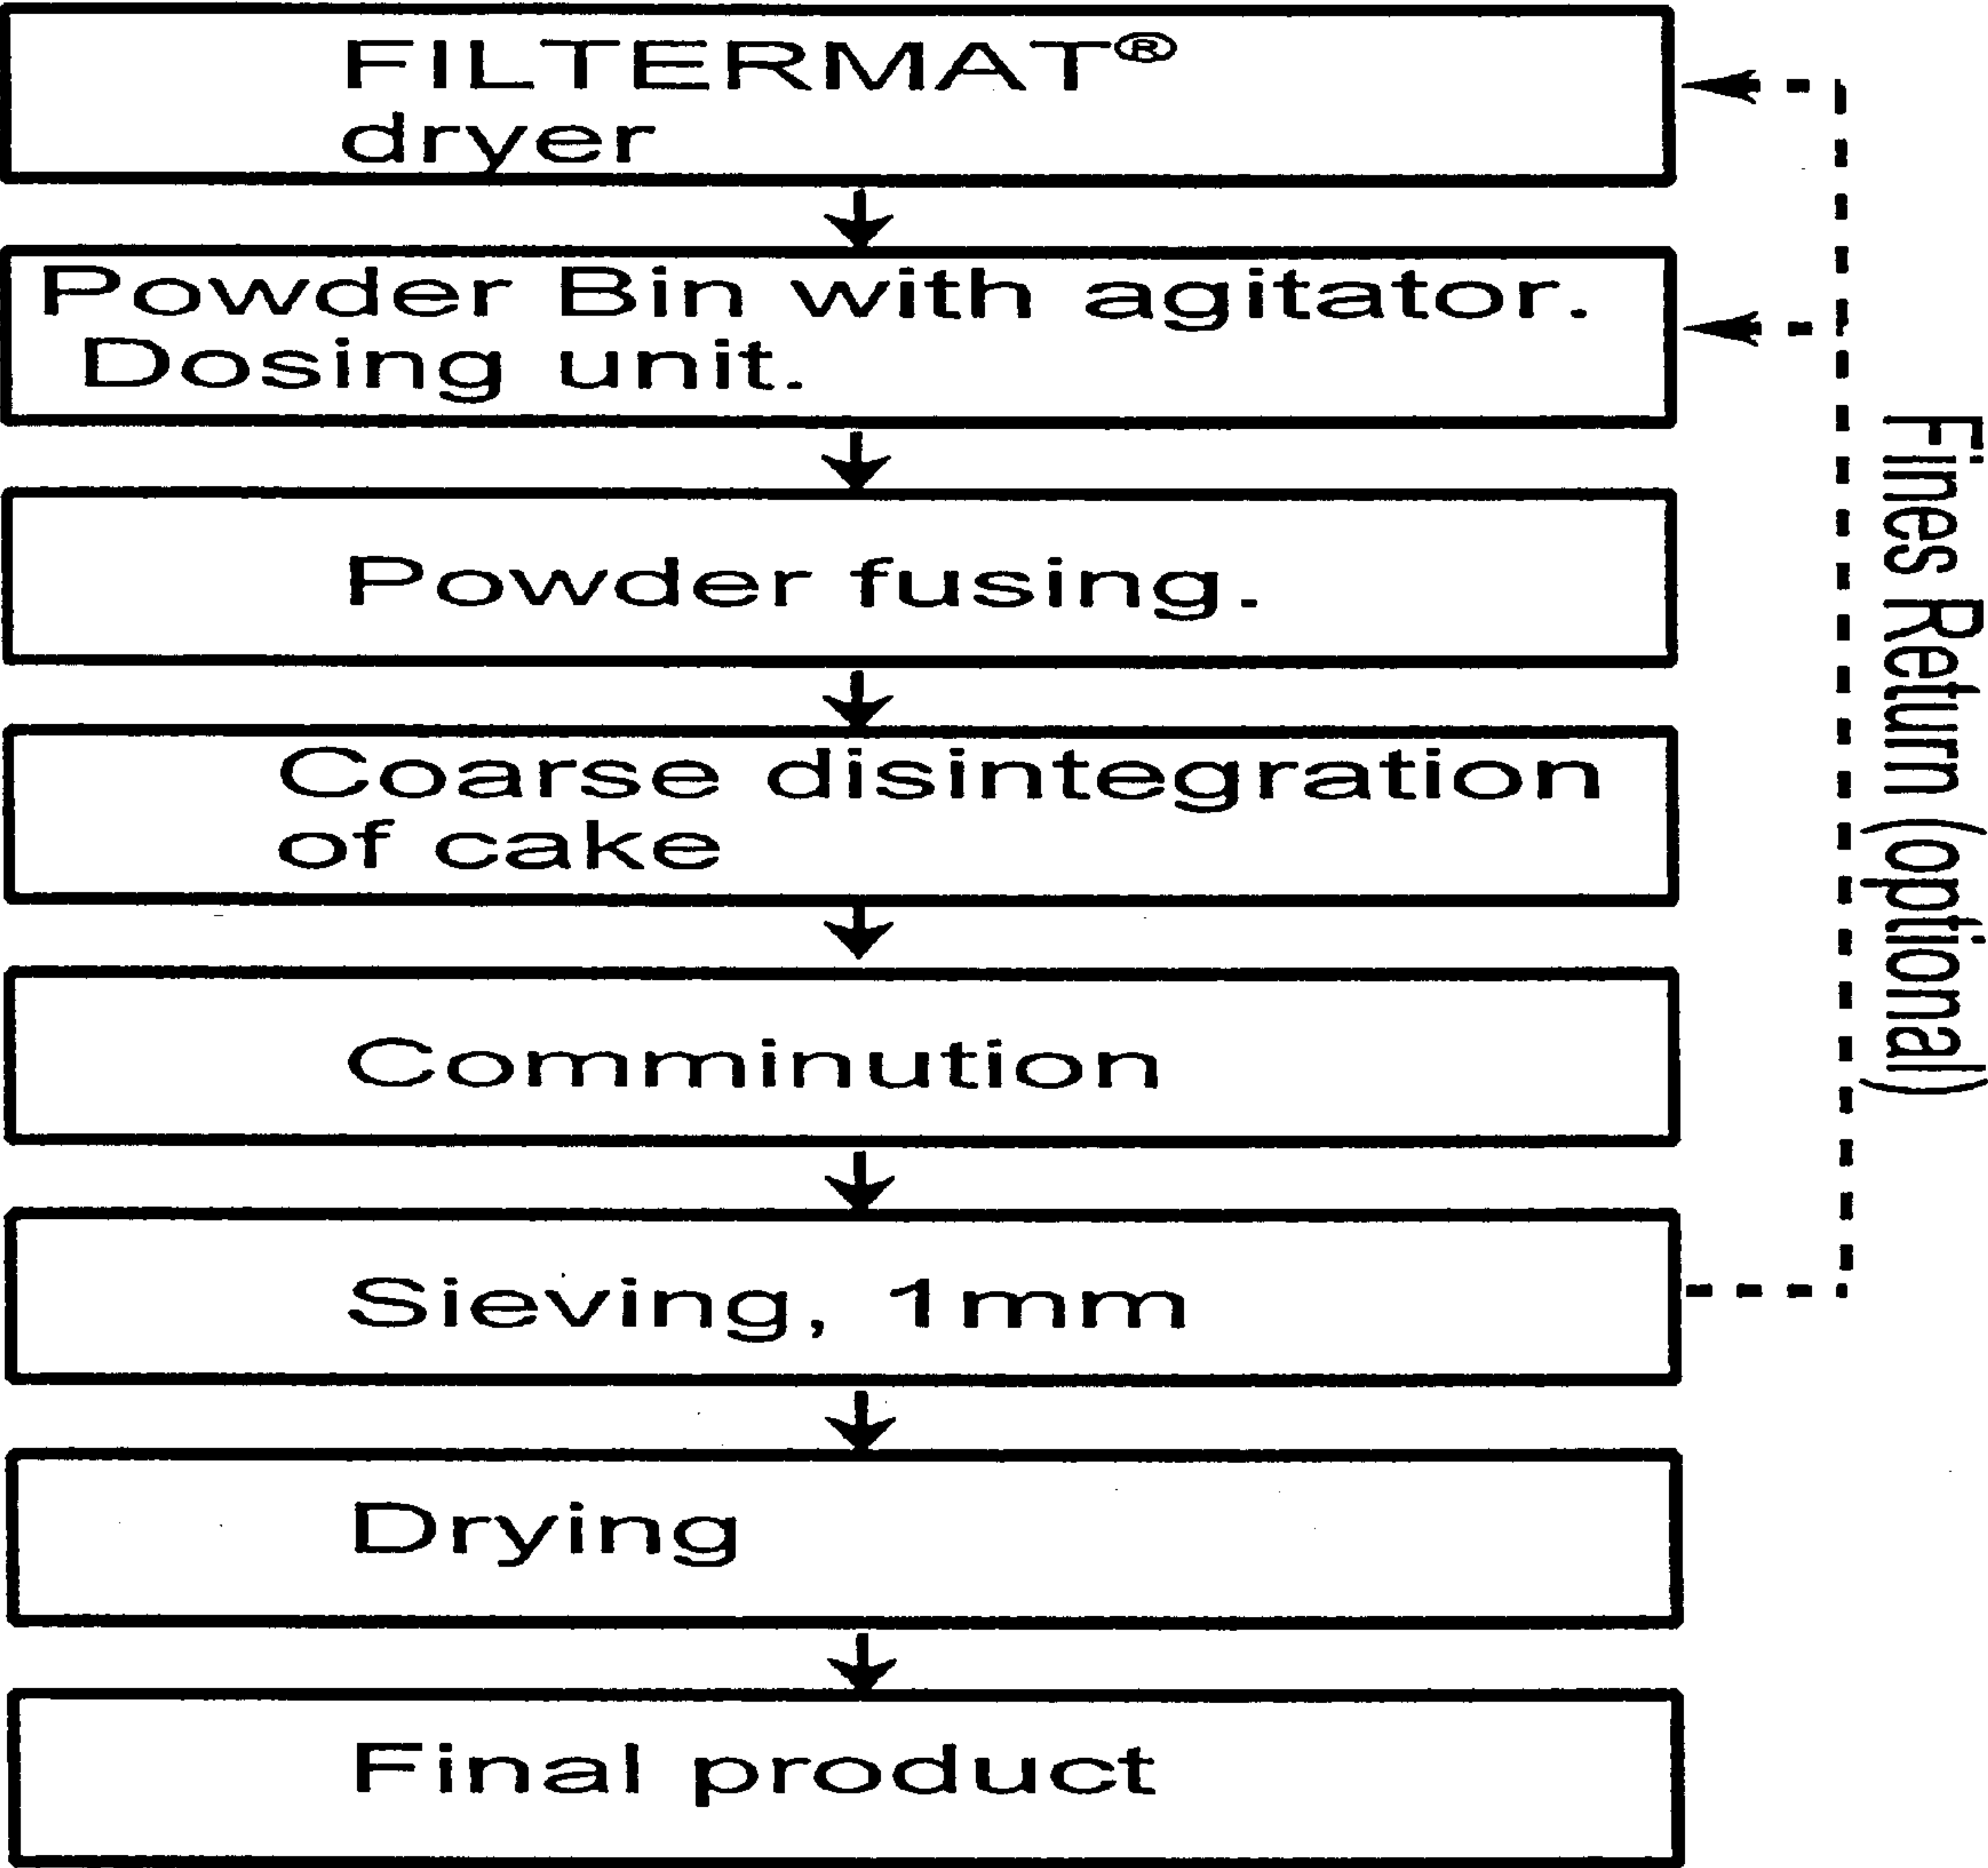 FILTERMAT®
dryer
Powder Bin with agitator.
Dosing unit.
Powder fusing.
Coarse disintegration
of cake
Comminution
Sieving, 1mm
Drying
Final product
Fines Return (optional)